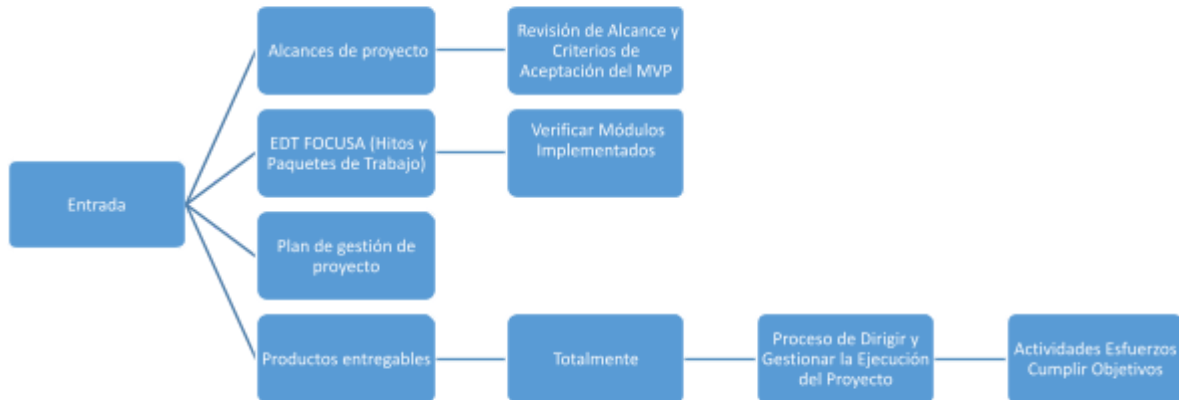 Alcances de proyecto
Revisión de Alcance y
Criterios de
Aceptación del MVP
EDT FOCUSA (Hitos y
Paquetes de Trabajo)
Verificar Módulos
Implementados
Entrada
Plan de gestión de
proyecto
Productos entregables
Totalmente
Proceso de Dirigir y
Gestionar la Ejecución
del Proyecto
Actividades Esfuerzos
Cumplir Objetivos